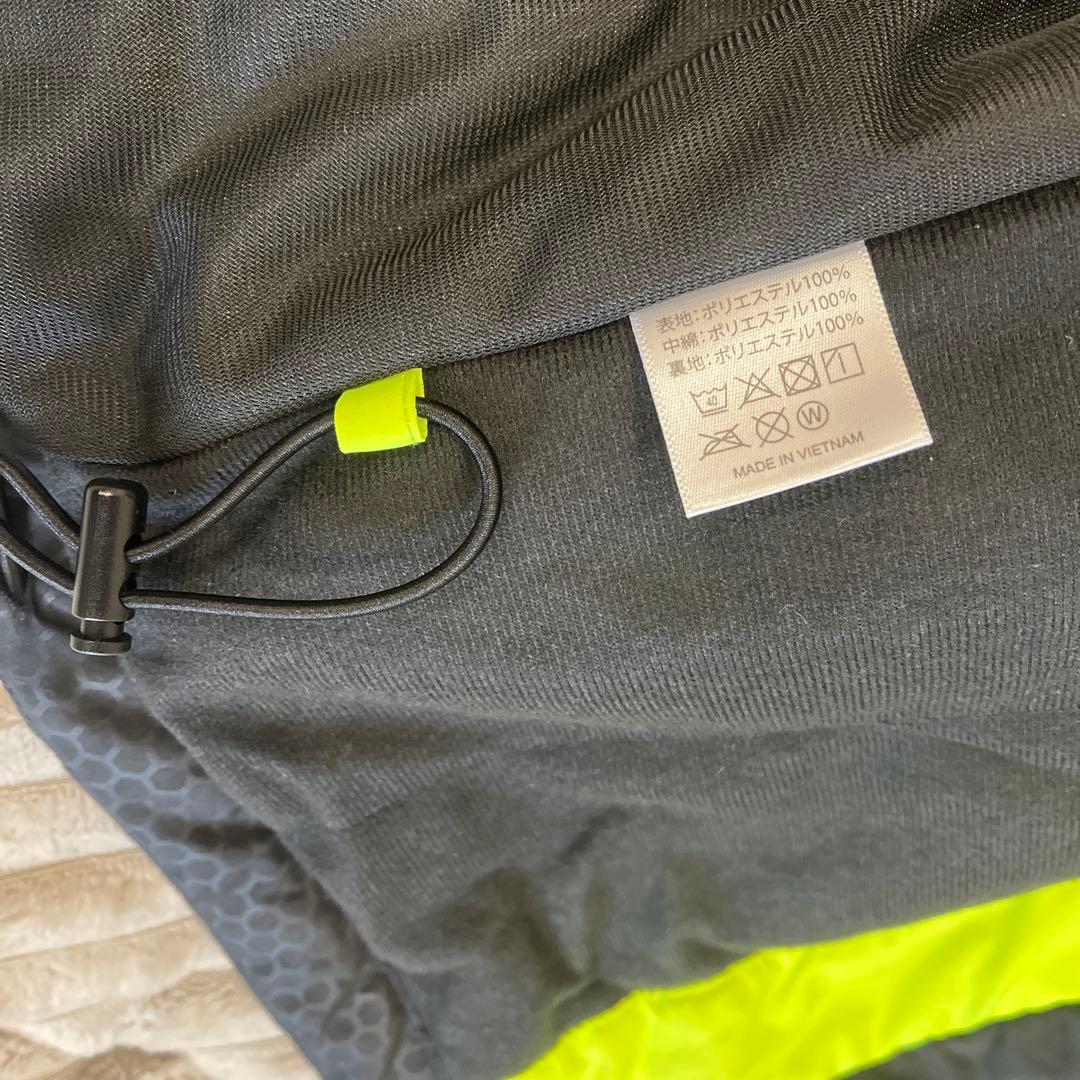 表地:ポリエステル100%
中綿:ポリエステル100%
裏地:ポリエステル100%
40
W
MADE IN VIETNAM